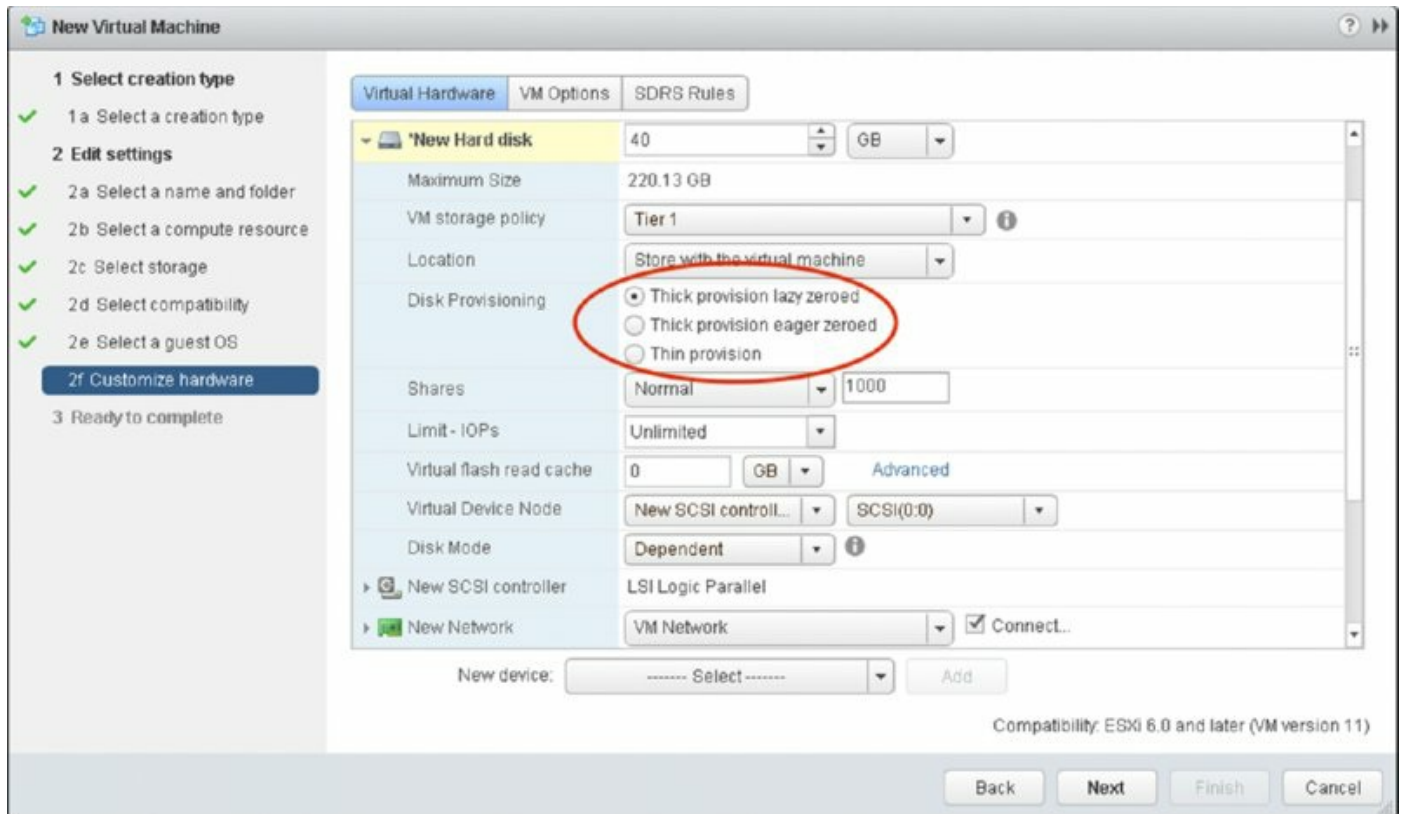 New Virtual Machine
1 Select creation type
1a Select a creation type
2 Edit settings
2a Select a name and folder
2b Select a compute resource
2c Select storage
2d Select compatibility
2e Select a guest OS
2f Customize hardware
3 Ready to complete
Virtual Hardware VM Options SDRS Rules
*New Hard disk 40 GB
Maximum Size 220.13 GB
VM storage policy Tier 1
Location Store with the virtual machine
Disk Provisioning Thick provision lazy zeroed
Thick provision eager zeroed
Thin provision
Shares Normal 1000
Limit - IOPs Unlimited
Virtual flash read cache 0 GB Advanced
Virtual Device Node New SCSI controll... SCSI(0:0)
Disk Mode Dependent
New SCSI controller LSI Logic Parallel
New Network VM Network Connect...
New device: ------- Select ------- Add
Compatibility: ESXi 6.0 and later (VM version 11)
Back Next Finish Cancel